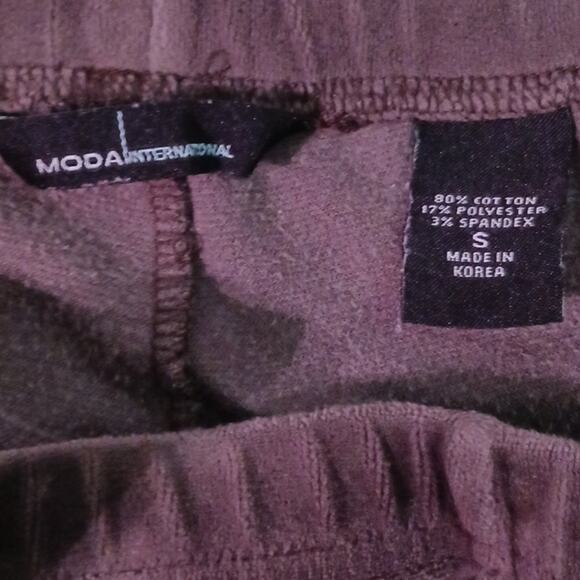 MODA INTERNATIONAL
80% COTTON
17% POLYESTER
3% SPANDEX
S
MADE IN
KOREA